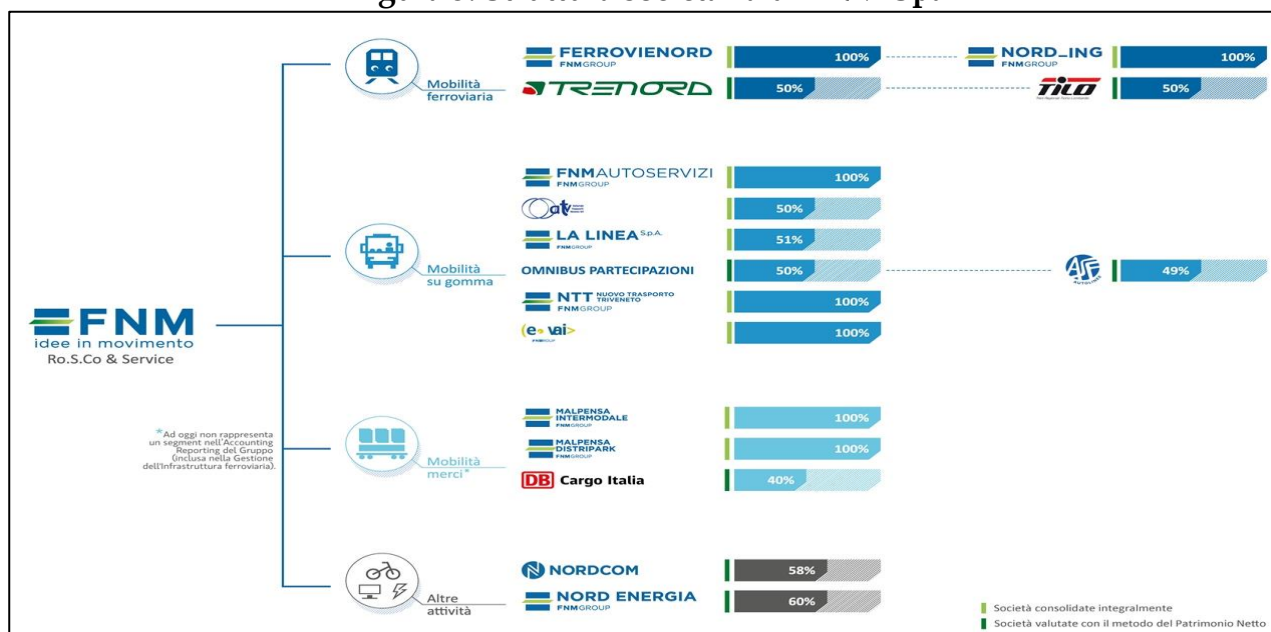 FERROVIENORD
FNMGROUP
100%
NORD_ING
FNMGROUP
100%
Mobilità
ferroviaria
TRENORD
50%
TILO
50%
FNMAUTOSERVIZI
FNMGROUP
100%
atv
50%
LA LINEA S.p.A.
FNMGROUP
51%
Mobilità
su gomma
OMNIBUS PARTECIPAZIONI
50%
ASF
AUTOLINEE
49%
NTT NUOVO TRASPORTO
TRIVENETO
FNMGROUP
100%
(e·vai>
FNMGROUP
100%
FNM
idee in movimento
Ro.S.Co & Service
*Ad oggi non rappresenta
un segment nell'Accounting
Reporting del Gruppo
(inclusa nella Gestione
dell'Infrastruttura ferroviaria).
Mobilità
merci*
MALPENSA
INTERMODALE
FNMGROUP
100%
MALPENSA
DISTRIPARK
FNMGROUP
100%
DB Cargo Italia
40%
Altre
attività
NORDCOM
58%
NORD ENERGIA
FNMGROUP
60%
Società consolidate integralmente
Società valutate con il metodo del Patrimonio Netto